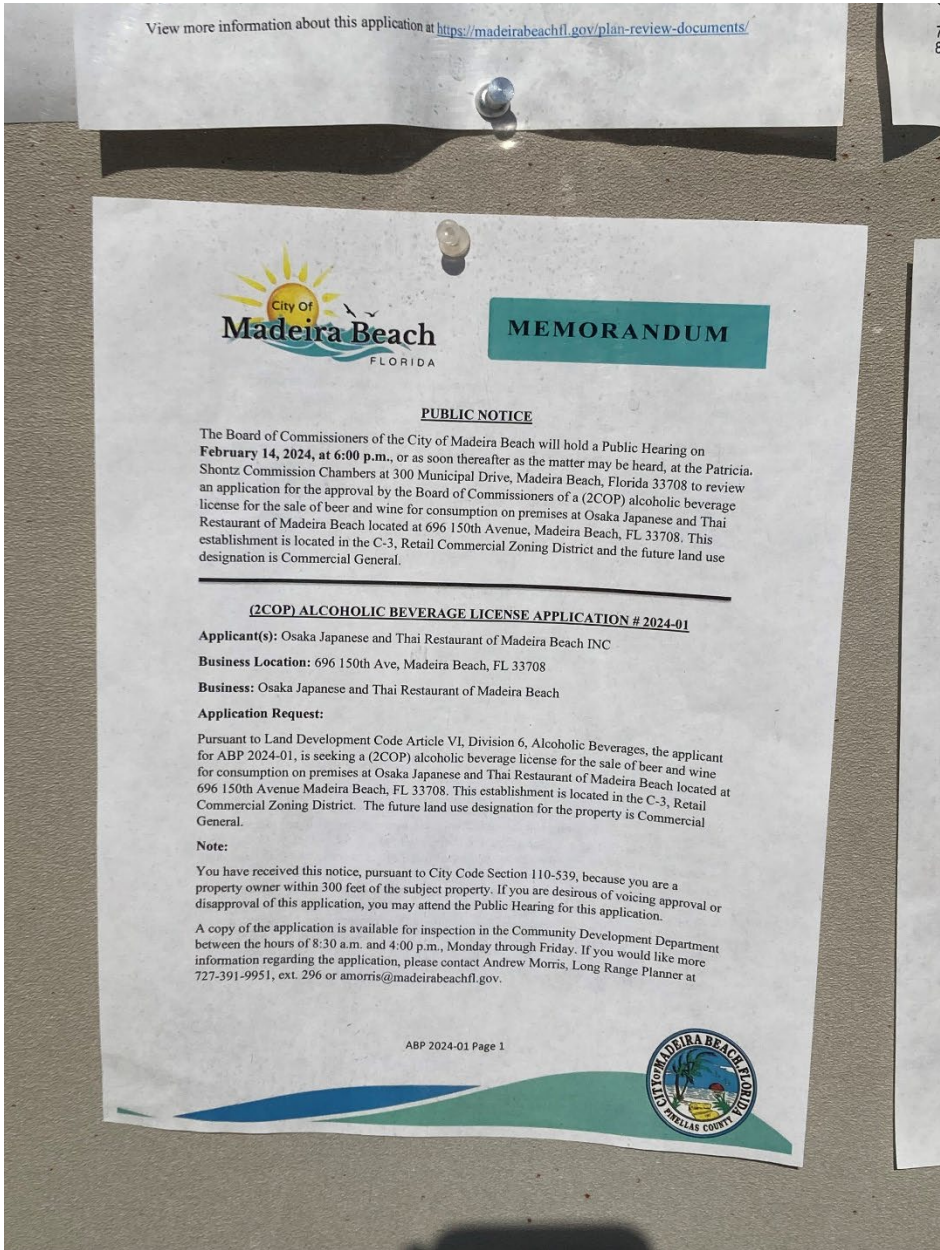 View more information about this application at https://madeirabeachfl.gov/plan-review-documents/
City Of
Madeira Beach
FLORIDA
MEMORANDUM
PUBLIC NOTICE
The Board of Commissioners of the City of Madeira Beach will hold a Public Hearing on
February 14, 2024, at 6:00 p.m., or as soon thereafter as the matter may be heard, at the Patricia.
Shontz Commission Chambers at 300 Municipal Drive, Madeira Beach, Florida 33708 to review
an application for the approval by the Board of Commissioners of a (2COP) alcoholic beverage
license for the sale of beer and wine for consumption on premises at Osaka Japanese and Thai
Restaurant of Madeira Beach located at 696 150th Avenue, Madeira Beach, FL 33708. This
establishment is located in the C-3, Retail Commercial Zoning District and the future land use
designation is Commercial General.
(2COP) ALCOHOLIC BEVERAGE LICENSE APPLICATION # 2024-01
Applicant(s): Osaka Japanese and Thai Restaurant of Madeira Beach INC
Business Location: 696 150th Ave, Madeira Beach, FL 33708
Business: Osaka Japanese and Thai Restaurant of Madeira Beach
Application Request:
Pursuant to Land Development Code Article VI, Division 6, Alcoholic Beverages, the applicant
for ABP 2024-01, is seeking a (2COP) alcoholic beverage license for the sale of beer and wine
for consumption on premises at Osaka Japanese and Thai Restaurant of Madeira Beach located at
696 150th Avenue Madeira Beach, FL 33708. This establishment is located in the C-3, Retail
Commercial Zoning District. The future land use designation for the property is Commercial
General.
Note:
You have received this notice, pursuant to City Code Section 110-539, because you are a
property owner within 300 feet of the subject property. If you are desirous of voicing approval or
disapproval of this application, you may attend the Public Hearing for this application.
A copy of the application is available for inspection in the Community Development Department
between the hours of 8:30 a.m. and 4:00 p.m., Monday through Friday. If you would like more
information regarding the application, please contact Andrew Morris, Long Range Planner at
727-391-9951, ext. 296 or amorris@madeirabeachfl.gov.
ABP 2024-01 Page 1
CITY OF MADEIRA BEACH, FLORIDA
PINELLAS COUNTY